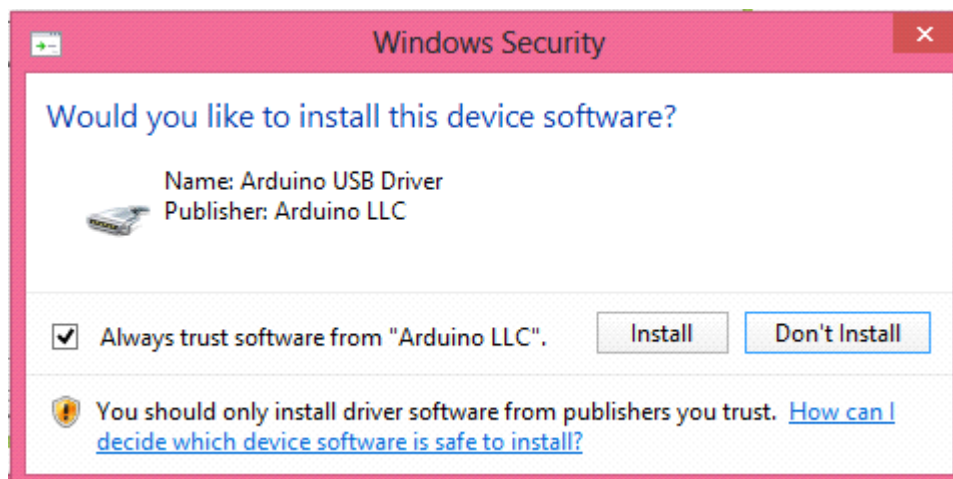 Windows Security
Would you like to install this device software?
Name: Arduino USB Driver
Publisher: Arduino LLC
Always trust software from "Arduino LLC".
Install
Don't Install
You should only install driver software from publishers you trust. How can I
decide which device software is safe to install?